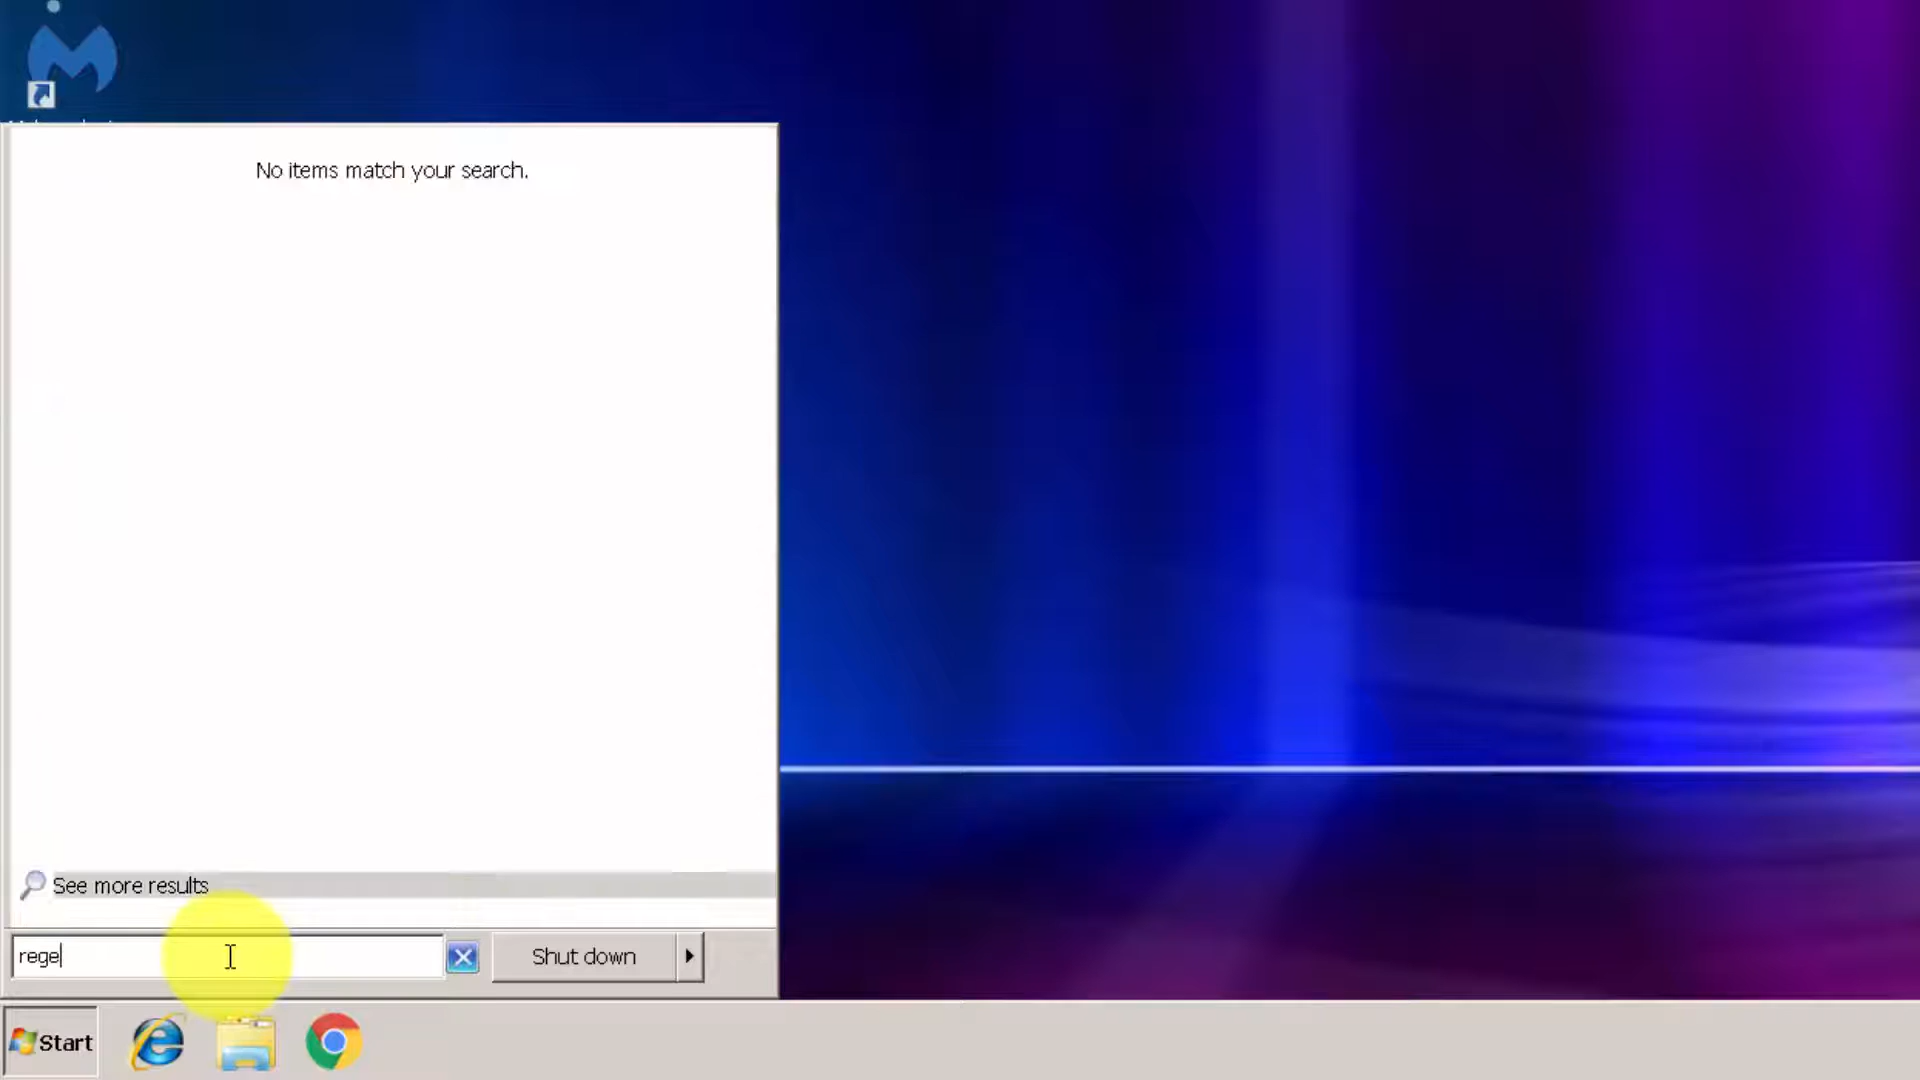 No items match your search.
See more results
rege
Shut down
Start